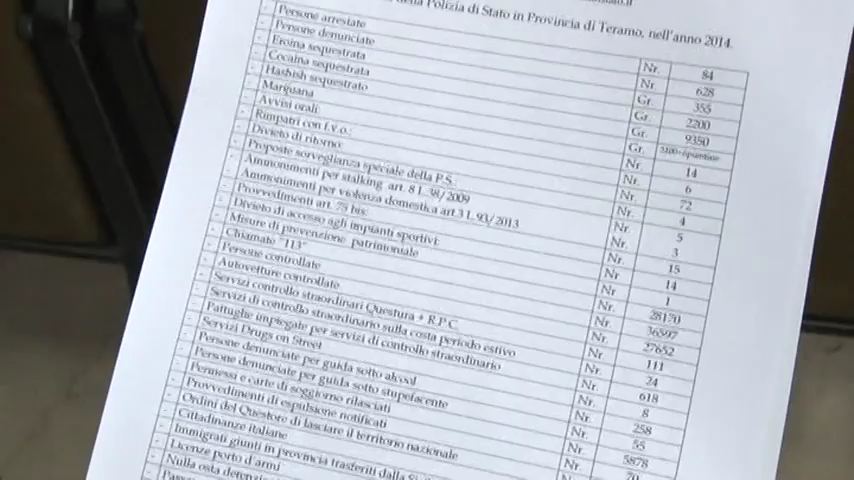 della Polizia di Stato in Provincia di Teramo, nell'anno 2014.
- Persone arrestate Nr. 84
- Persone denunciate Nr 628
- Eroina sequestrata Gr. 355
- Cocaina sequestrata Gr. 2200
- Hashish sequestrato Gr. 9350
- Mariguana Gr.
- Avvisi orali: Nr 14
- Rimpatri con f.v.o.: Nr. 6
- Divieto di ritorno: Nr. 72
- Proposte sorveglianza speciale della P.S. Nr. 4
- Ammonimenti per stalking art. 8 L. 38/2009 Nr. 5
- Ammonimenti per violenza domestica art 3 L. 93/2013 Nr. 3
- Provvedimenti art. 75 bis: Nr. 15
- Divieto di accesso agli impianti sportivi: Nr 14
- Misure di prevenzione patrimoniale Nr. 1
- Chiamate "113" Nr. 28170
- Persone controllate Nr. 36597
- Autovetture controllate Nr. 27652
- Servizi controllo straordinari Questura + R.P.C. Nr. 111
- Servizi di controllo straordinario sulla costa periodo estivo Nr. 24
- Pattuglie impiegate per servizi di controllo straordinario Nr. 618
- Servizi Drugs on Street Nr. 8
- Persone denunciate per guida sotto alcool Nr. 258
- Persone denunciate per guida sotto stupefacente Nr. 55
- Permessi e carte di soggiorno rilasciati Nr. 5878
- Provvedimenti di espulsione notificati Nr. 70
- Ordini del Questore di lasciare il territorio nazionale
- Cittadinanze italiane
- Immigrati giunti in provincia trasferiti dalla
- Licenze porto d'armi
- Nulla osta